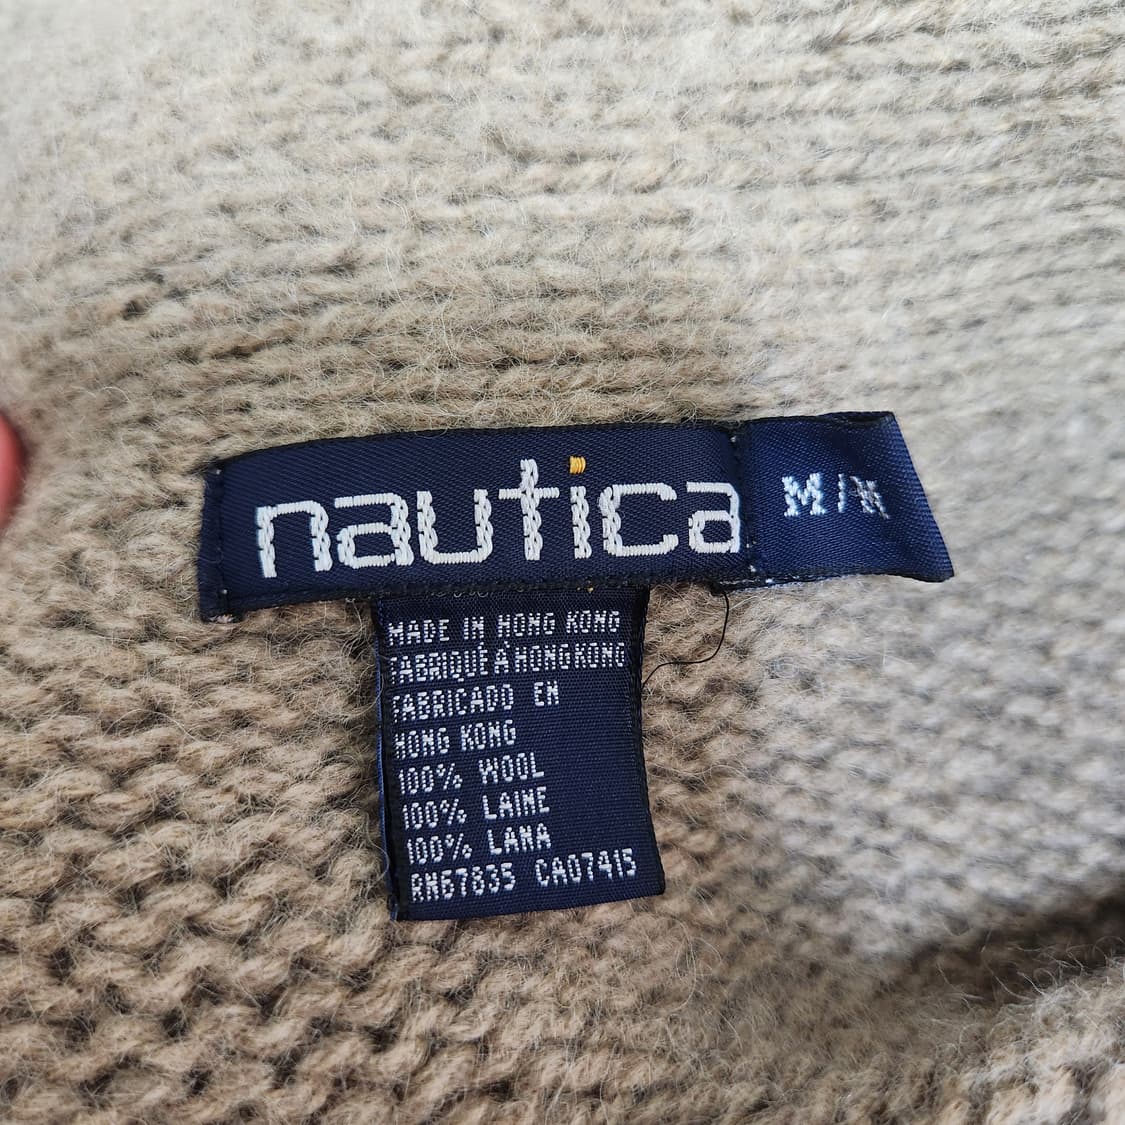 nautica
M/M
MADE IN HONG KONG
FABRIQUÉ À HONG KONG
FABRICADO EN
HONG KONG
100% WOOL
100% LAINE
100% LANA
RN67835 CA07415